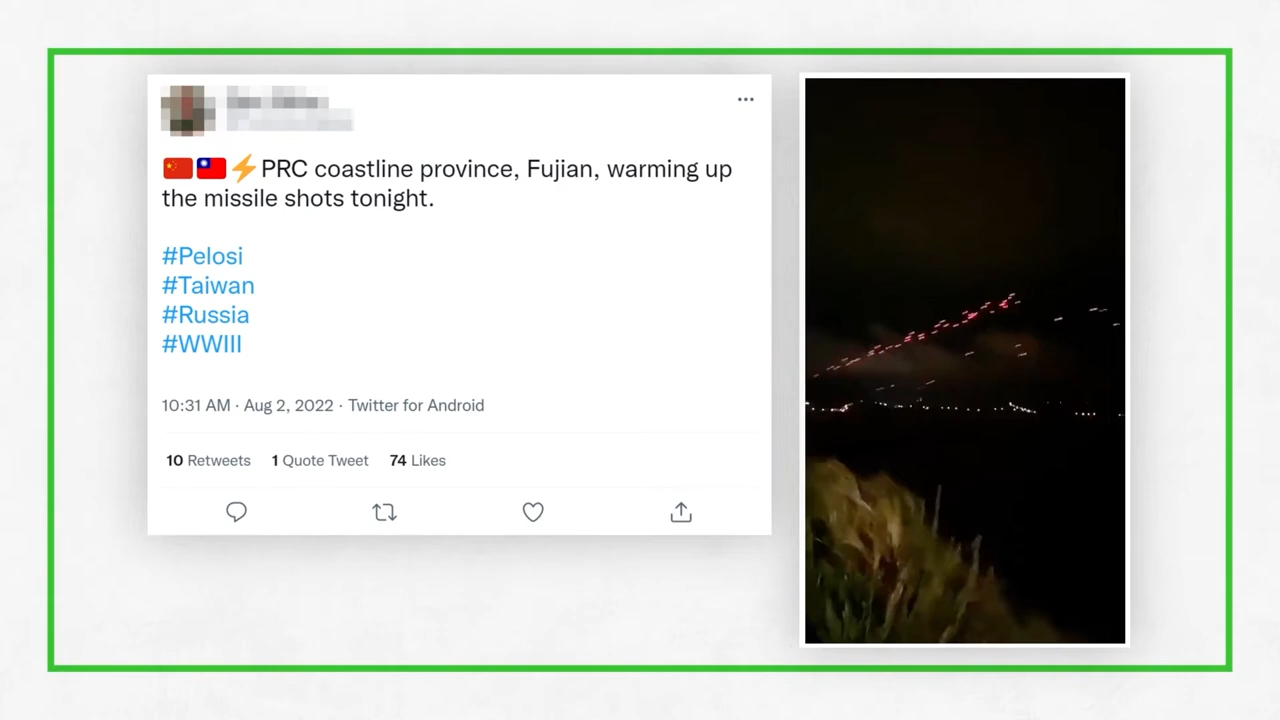 🇨🇳🇹🇼⚡PRC coastline province, Fujian, warming up
the missile shots tonight.
#Pelosi
#Taiwan
#Russia
#WWIII
10:31 AM · Aug 2, 2022 · Twitter for Android
10 Retweets 1 Quote Tweet 74 Likes